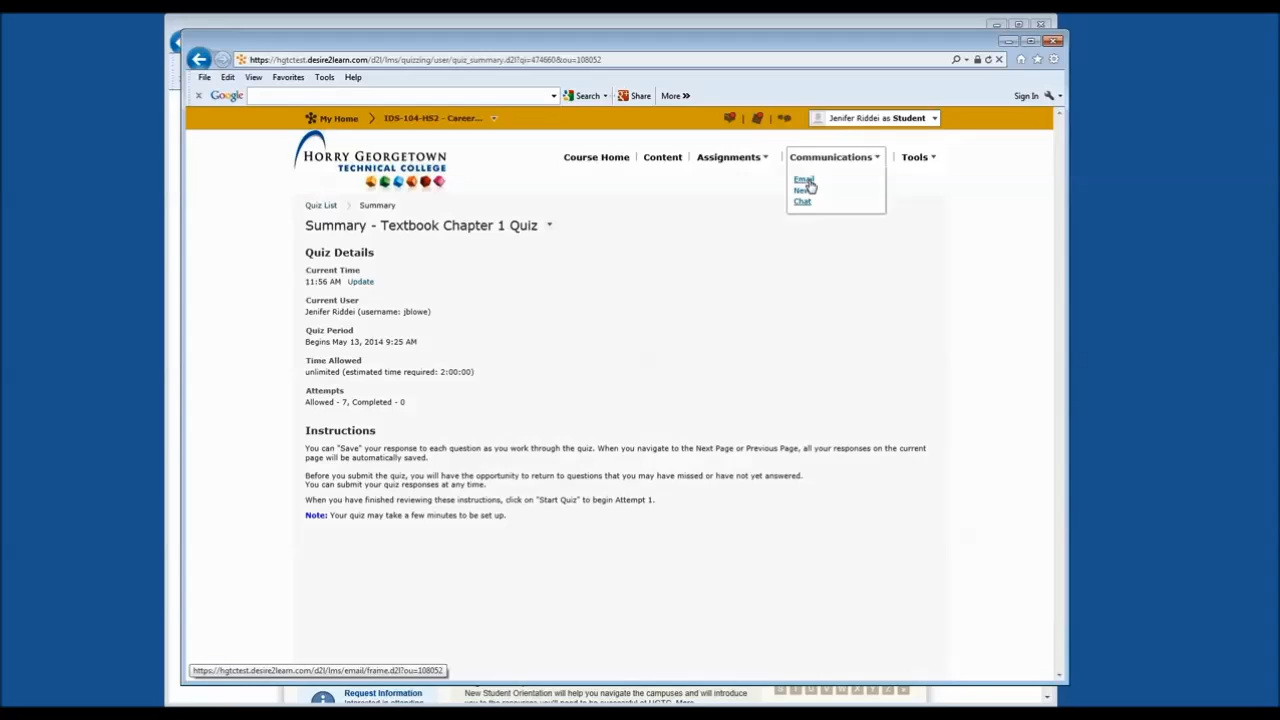 https://hgtctest.desire2learn.com/d2l/lms/quizzing/user/quiz_summary.d2l?qi=474660&ou=108052
File Edit View Favorites Tools Help
Google Search Share More Sign In
My Home IDS-104-HS2 - Career... Jenifer Riddei as Student
HORRY GEORGETOWN
TECHNICAL COLLEGE
Course Home Content Assignments Communications Tools
Email
Chat
Quiz List Summary
Summary - Textbook Chapter 1 Quiz
Quiz Details
Current Time
11:56 AM Update
Current User
Jenifer Riddei (username: jblowe)
Quiz Period
Begins May 13, 2014 9:25 AM
Time Allowed
unlimited (estimated time required: 2:00:00)
Attempts
Allowed - 7, Completed - 0
Instructions
You can "Save" your response to each question as you work through the quiz. When you navigate to the Next Page or Previous Page, all your responses on the current
page will be automatically saved.
Before you submit the quiz, you will have the opportunity to return to questions that you may have missed or have not yet answered.
You can submit your quiz responses at any time.
When you have finished reviewing these instructions, click on "Start Quiz" to begin Attempt 1.
Note: Your quiz may take a few minutes to be set up.
https://hgtctest.desire2learn.com/d2l/lms/email/frame.d2l?ou=108052
Request Information
New Student Orientation will help you navigate the campuses and will introduce